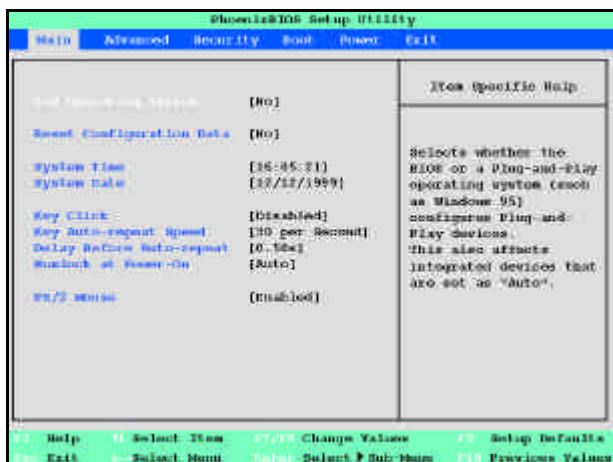 PhoenixBIOS Setup Utility
Main Advanced Security Boot Power Exit
Item Specific Help
[No]
Reset Configuration Data [No]
System Time [16:45:21]
System Date [12/12/1999]
Key Click [Disabled]
Key Auto-repeat Speed [30 per Second]
Delay Before Auto-repeat [0.50s]
Numlock at Power-On [Auto]
PS/2 Mouse [Enabled]
Selects whether the
BIOS or a Plug-and-Play
operating system (such
as Windows 95)
configures Plug-and-
Play devices.
This also affects
integrated devices that
are set as "Auto".
Help Select Item Change Values Setup Defaults
Exit Select Menu Select ▶ Sub-Menu Previous Values